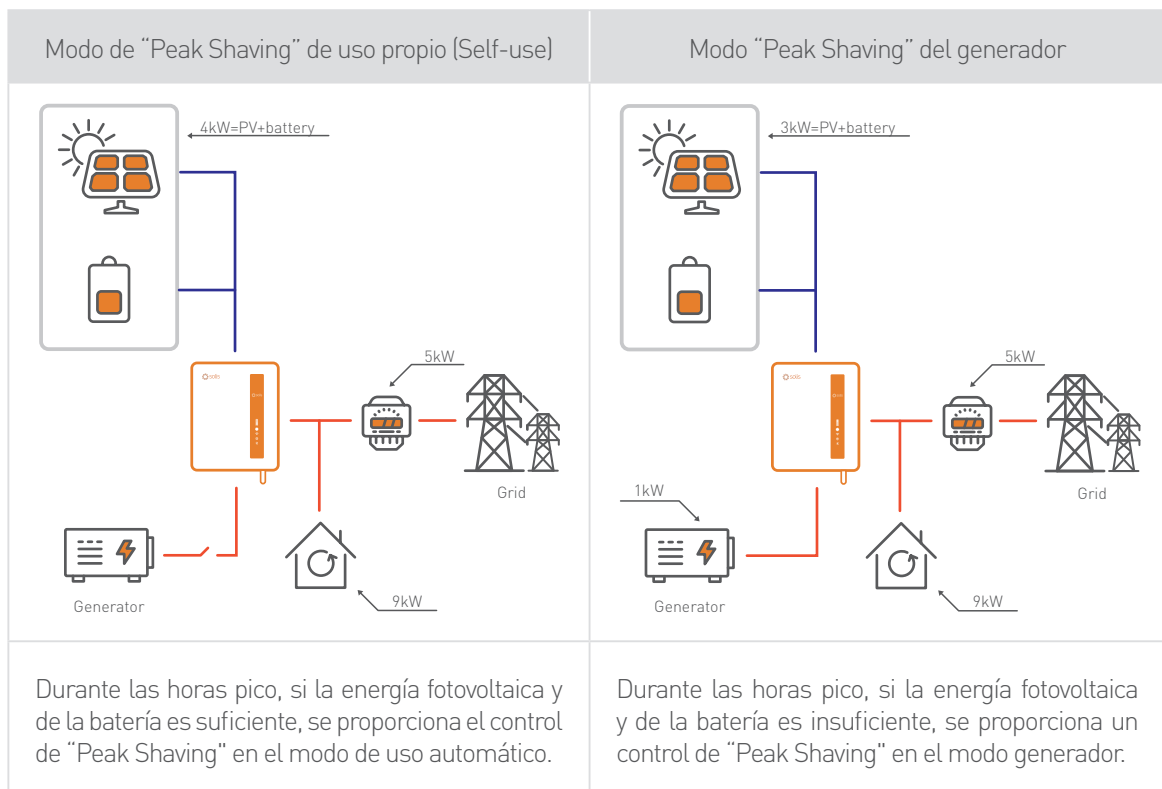 Modo de “Peak Shaving” de uso propio (Self-use)
Modo “Peak Shaving” del generador
4kW=PV+battery
solis
5kW
Grid
Generator
9kW
3kW=PV+battery
solis
5kW
Grid
1kW
Generator
9kW
Durante las horas pico, si la energía fotovoltaica y
de la batería es suficiente, se proporciona el control
de “Peak Shaving" en el modo de uso automático.
Durante las horas pico, si la energía fotovoltaica
y de la batería es insuficiente, se proporciona un
control de “Peak Shaving" en el modo generador.